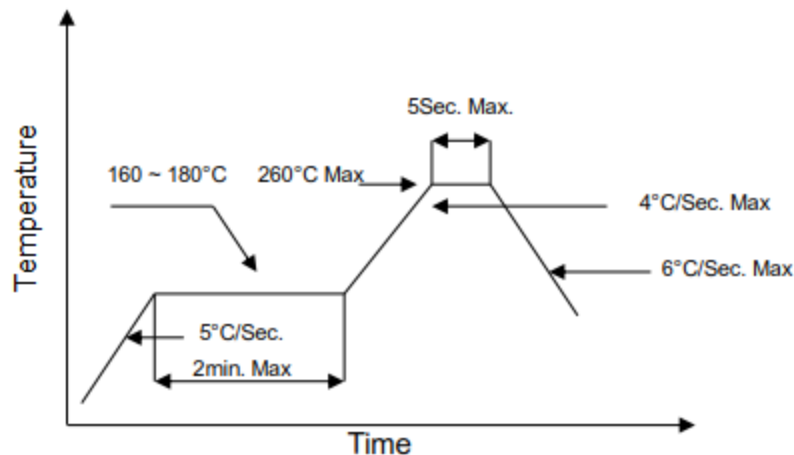 5Sec. Max.
160 ~ 180°C
260°C Max
4°C/Sec. Max
6°C/Sec. Max
5°C/Sec.
2min. Max
Temperature
Time